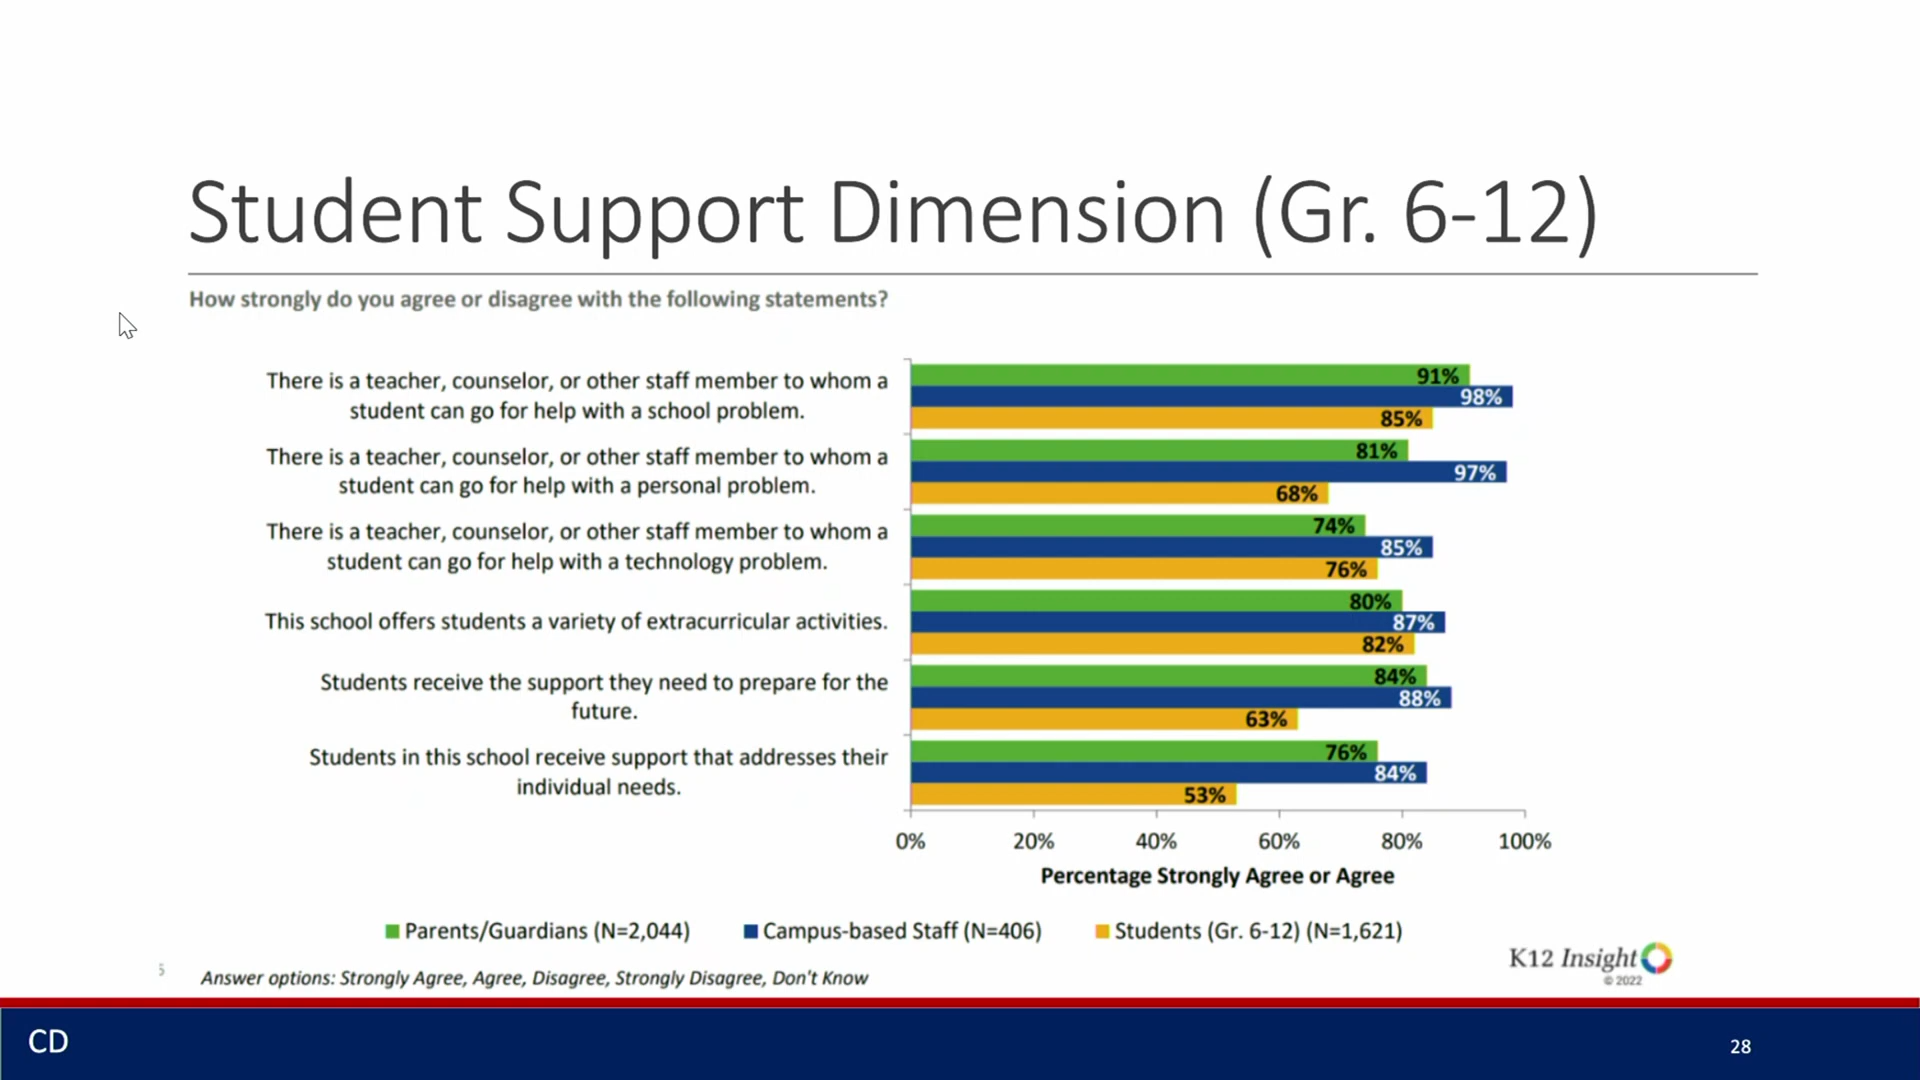 Student Support Dimension (Gr. 6-12)
How strongly do you agree or disagree with the following statements?
There is a teacher, counselor, or other staff member to whom a
student can go for help with a school problem.
91%
98%
85%
There is a teacher, counselor, or other staff member to whom a
student can go for help with a personal problem.
81%
97%
68%
There is a teacher, counselor, or other staff member to whom a
student can go for help with a technology problem.
74%
85%
76%
This school offers students a variety of extracurricular activities.
80%
87%
82%
Students receive the support they need to prepare for the
future.
84%
88%
63%
Students in this school receive support that addresses their
individual needs.
76%
84%
53%
0% 20% 40% 60% 80% 100%
Percentage Strongly Agree or Agree
Parents/Guardians (N=2,044) Campus-based Staff (N=406) Students (Gr. 6-12) (N=1,621)
K12 Insight
© 2022
Answer options: Strongly Agree, Agree, Disagree, Strongly Disagree, Don't Know
CD
28